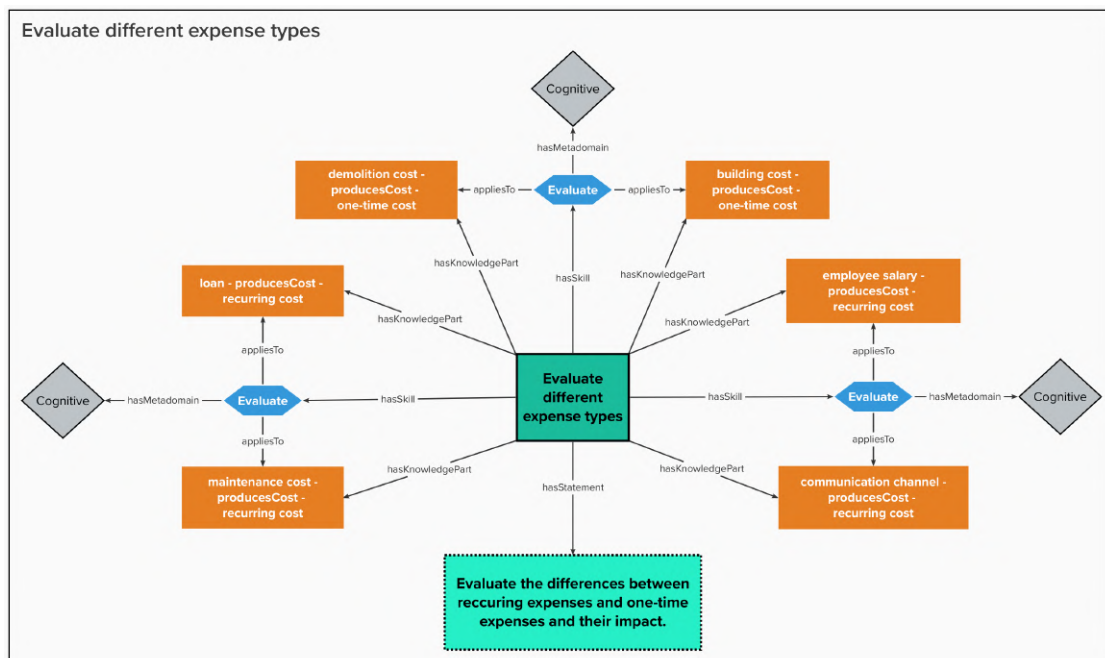 Evaluate different expense types
Cognitive
hasMetadomain
demolition cost -
producesCost -
one-time cost
appliesTo
Evaluate
appliesTo
building cost -
producesCost -
one-time cost
hasKnowledgePart
hasSkill
hasKnowledgePart
loan - producesCost -
recurring cost
employee salary -
producesCost -
recurring cost
hasKnowledgePart
hasKnowledgePart
appliesTo
appliesTo
Cognitive
hasMetadomain
Evaluate
hasSkill
Evaluate
different
expense types
hasSkill
Evaluate
hasMetadomain
Cognitive
appliesTo
appliesTo
hasKnowledgePart
hasKnowledgePart
maintenance cost -
producesCost -
recurring cost
hasStatement
communication channel -
producesCost -
recurring cost
Evaluate the differences between
reccuring expenses and one-time
expenses and their impact.